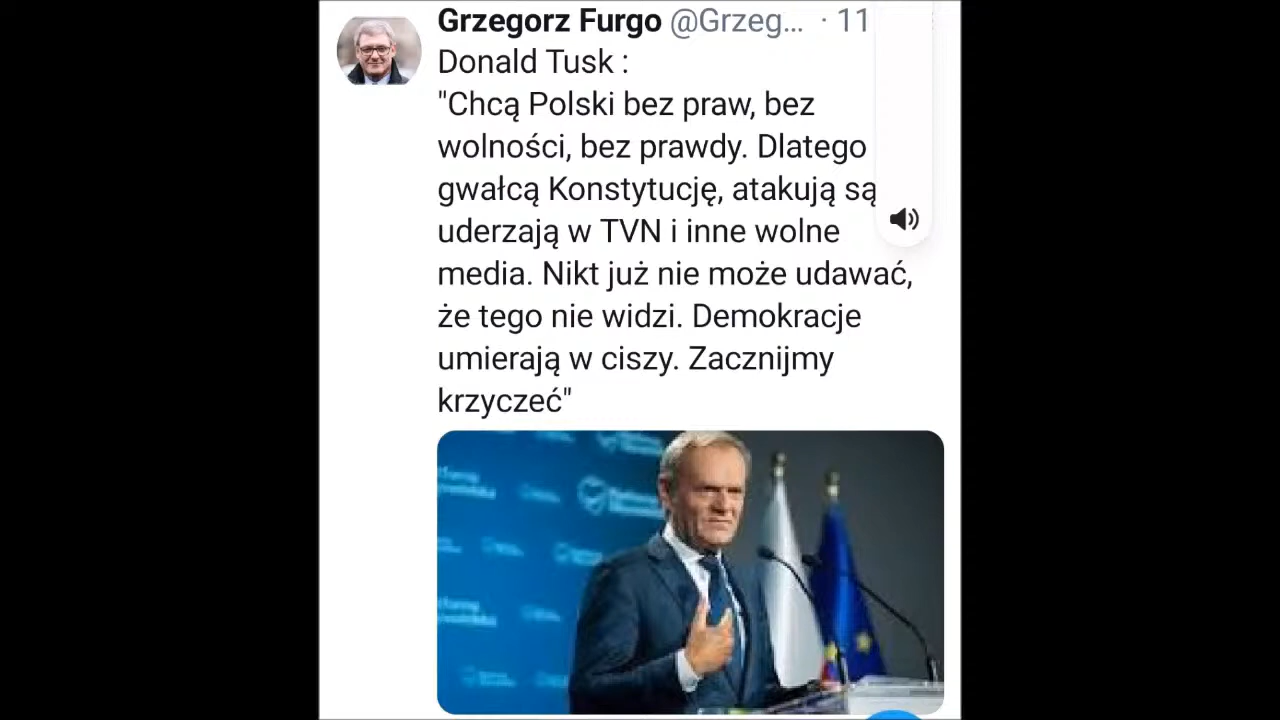 Grzegorz Furgo @Grzeg... · 11
Donald Tusk :
"Chcą Polski bez praw, bez
wolności, bez prawdy. Dlatego
gwałcą Konstytucję, atakują są
uderzają w TVN i inne wolne
media. Nikt już nie może udawać,
że tego nie widzi. Demokracje
umierają w ciszy. Zacznijmy
krzyczeć"